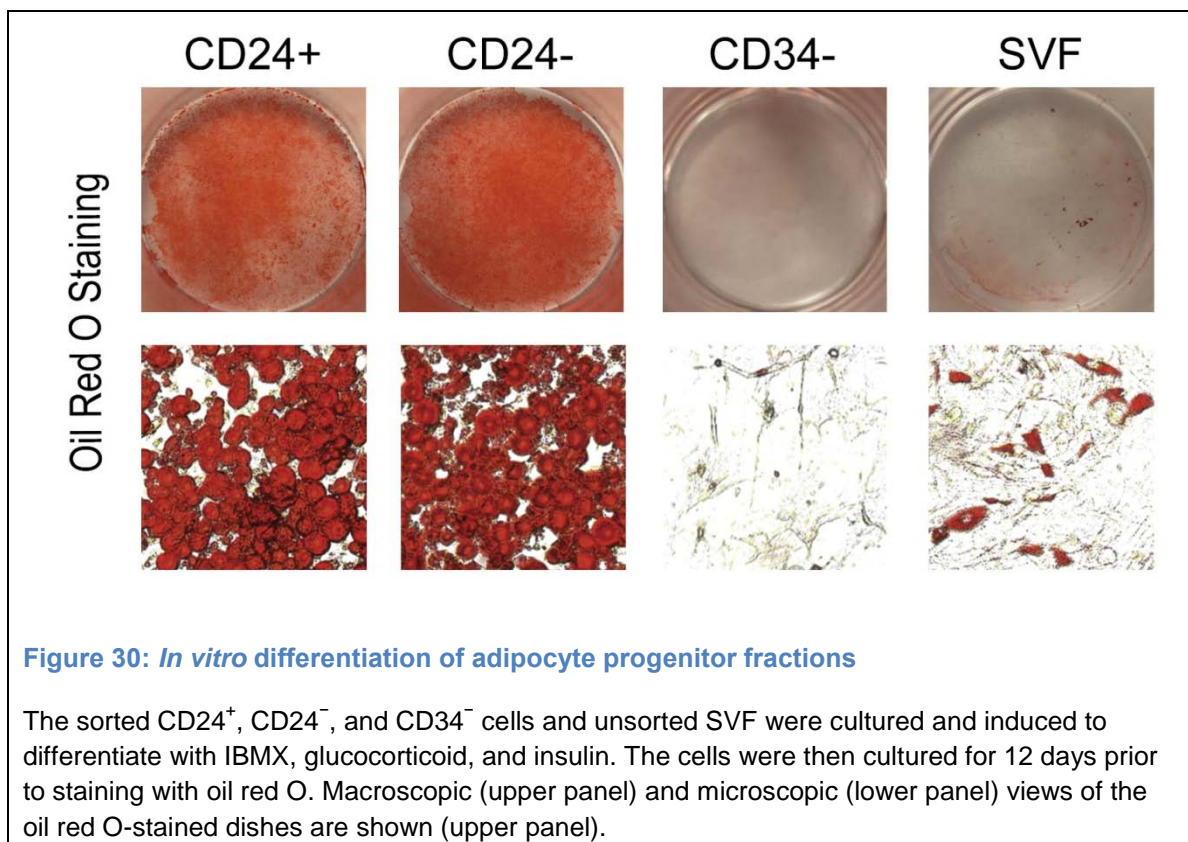 CD24+ CD24- CD34- SVF
Oil Red O Staining
Figure 30: In vitro differentiation of adipocyte progenitor fractions
The sorted CD24⁺, CD24⁻, and CD34⁻ cells and unsorted SVF were cultured and induced to
differentiate with IBMX, glucocorticoid, and insulin. The cells were then cultured for 12 days prior
to staining with oil red O. Macroscopic (upper panel) and microscopic (lower panel) views of the
oil red O-stained dishes are shown (upper panel).